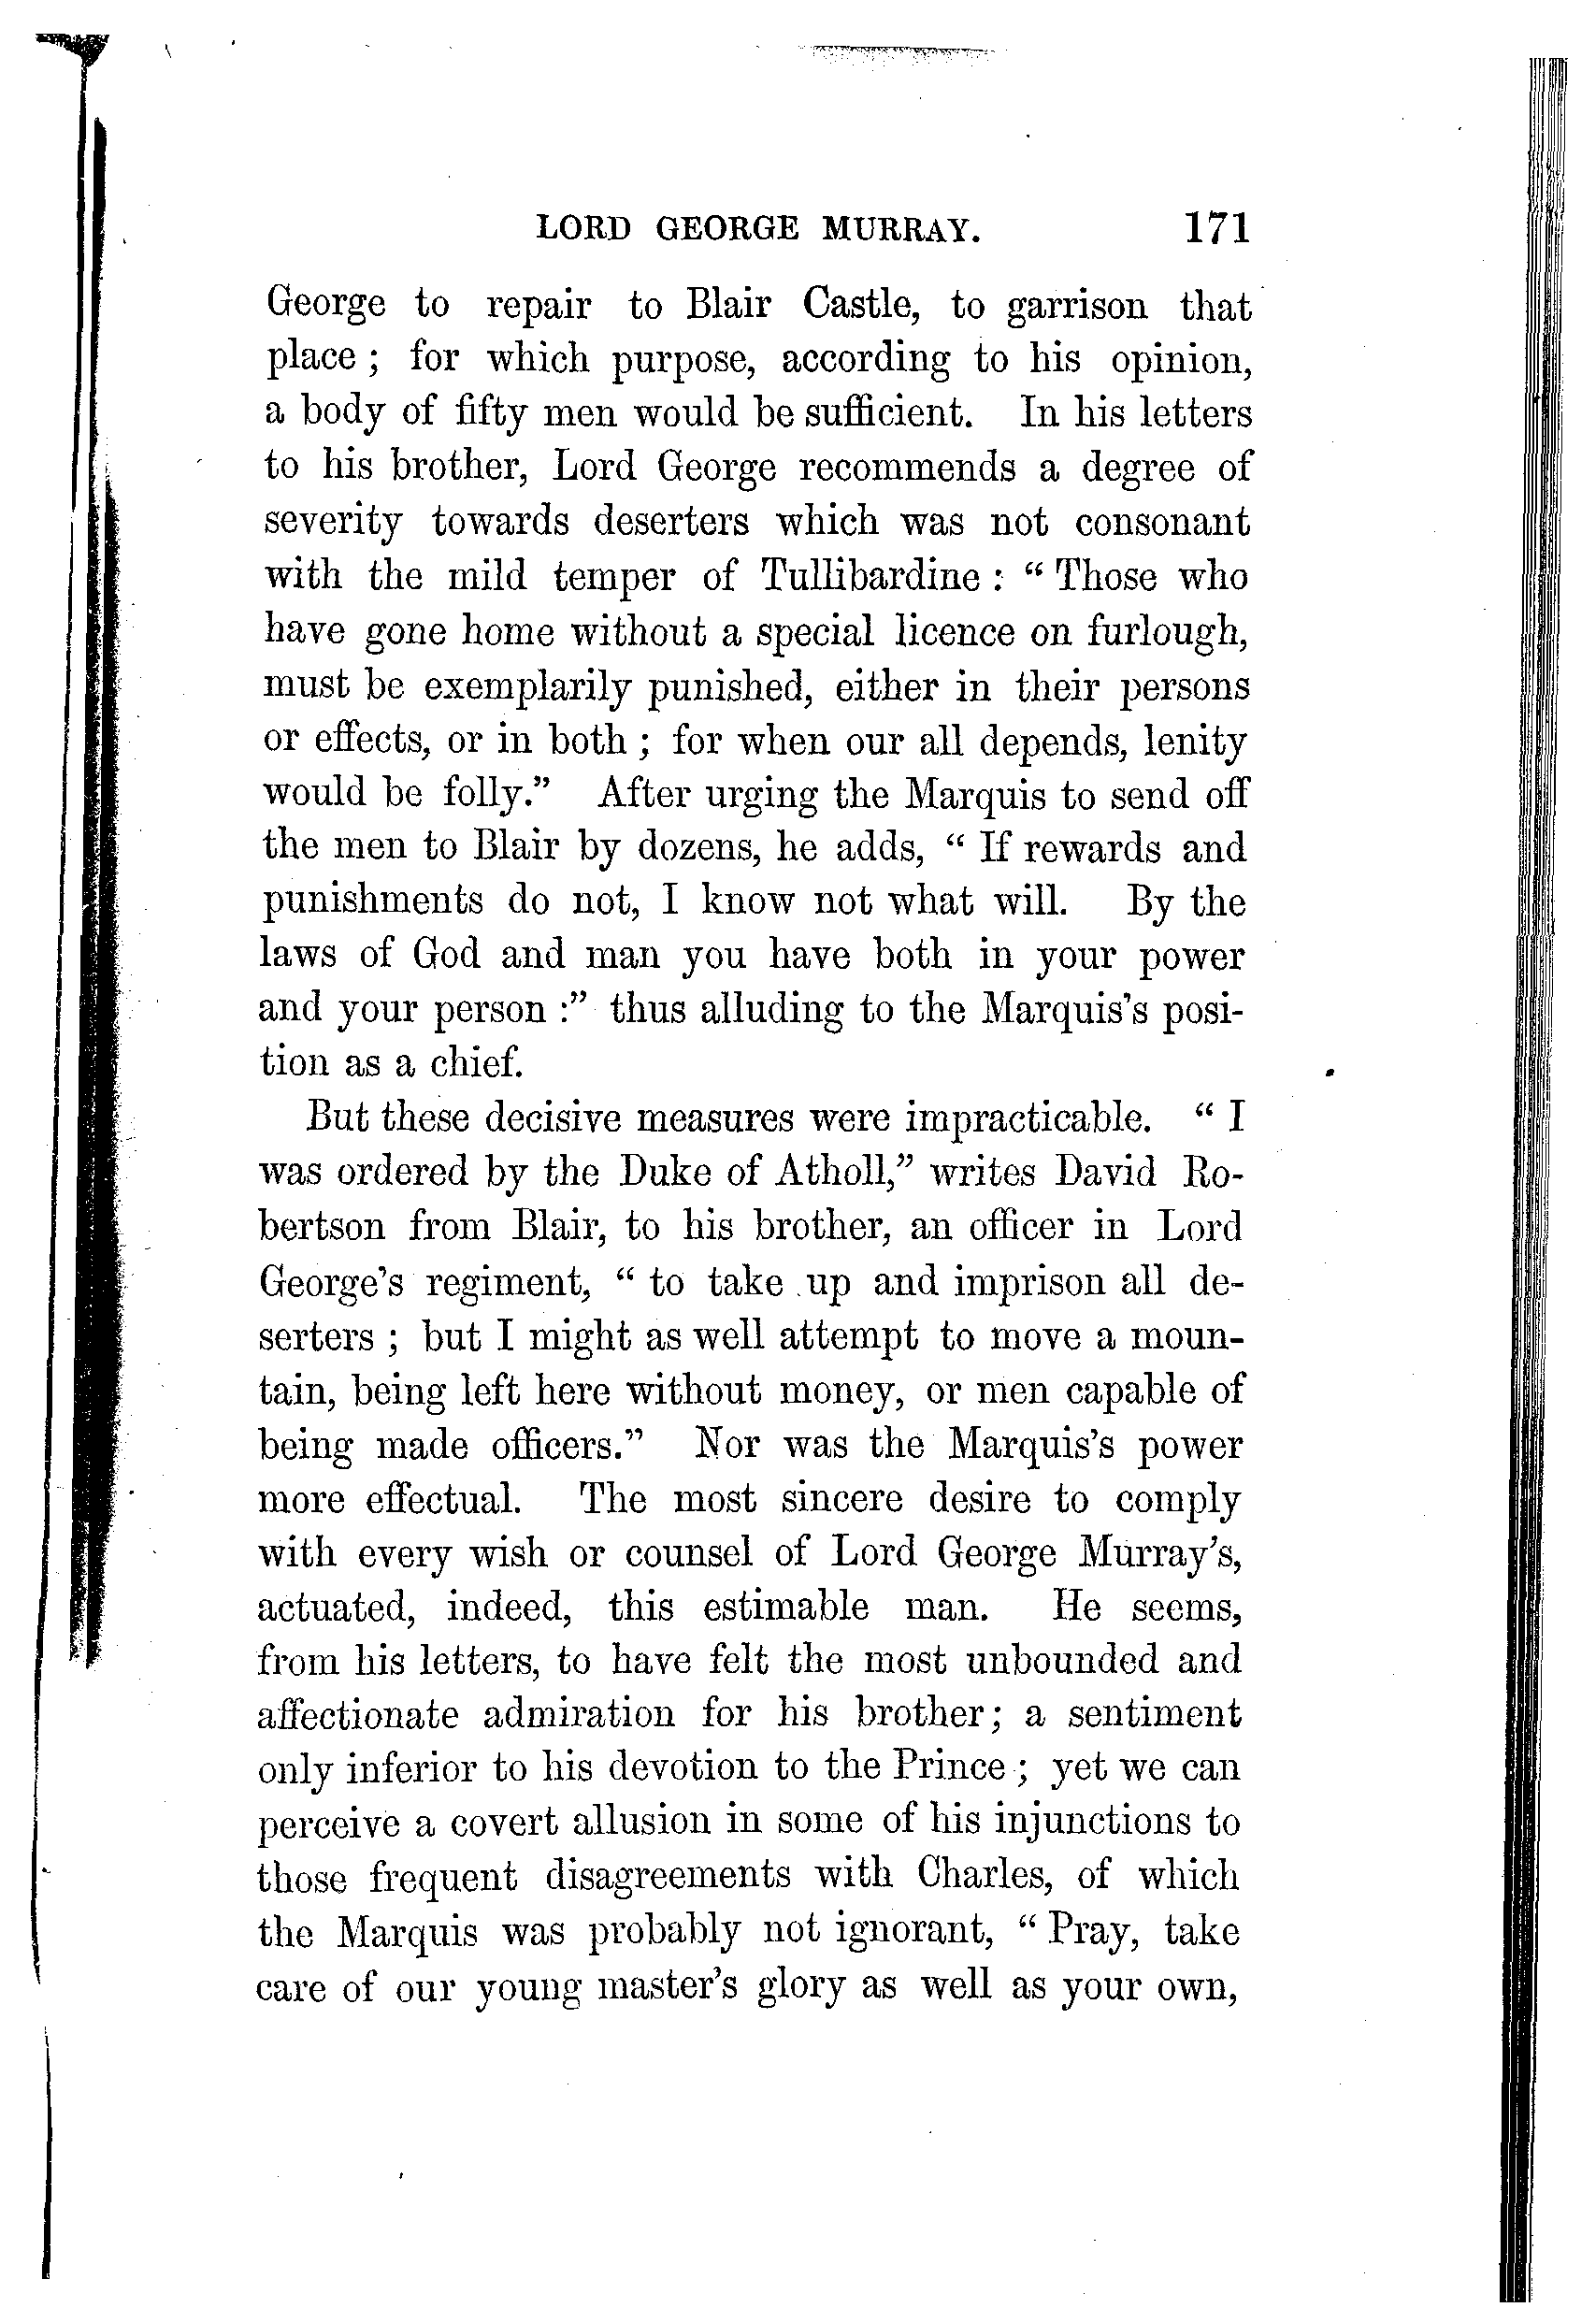 LORD GEORGE MURRAY. 171
George to repair to Blair Castle, to garrison that
place ; for which purpose, according to his opinion,
a body of fifty men would be sufficient. In his letters
to his brother, Lord George recommends a degree of
severity towards deserters which was not consonant
with the mild temper of Tullibardine : “ Those who
have gone home without a special licence on furlough,
must be exemplarily punished, either in their persons
or effects, or in both ; for when our all depends, lenity
would be folly.” After urging the Marquis to send off
the men to Blair by dozens, he adds, “ If rewards and
punishments do not, I know not what will. By the
laws of God and man you have both in your power
and your person :” thus alluding to the Marquis's posi-
tion as a chief.
But these decisive measures were impracticable. “ I
was ordered by the Duke of Atholl,” writes David Ro-
bertson from Blair, to his brother, an officer in Lord
George's regiment, “ to take up and imprison all de-
serters ; but I might as well attempt to move a moun-
tain, being left here without money, or men capable of
being made officers.” Nor was the Marquis's power
more effectual. The most sincere desire to comply
with every wish or counsel of Lord George Murray's,
actuated, indeed, this estimable man. He seems,
from his letters, to have felt the most unbounded and
affectionate admiration for his brother; a sentiment
only inferior to his devotion to the Prince ; yet we can
perceive a covert allusion in some of his injunctions to
those frequent disagreements with Charles, of which
the Marquis was probably not ignorant, “ Pray, take
care of our young master's glory as well as your own,